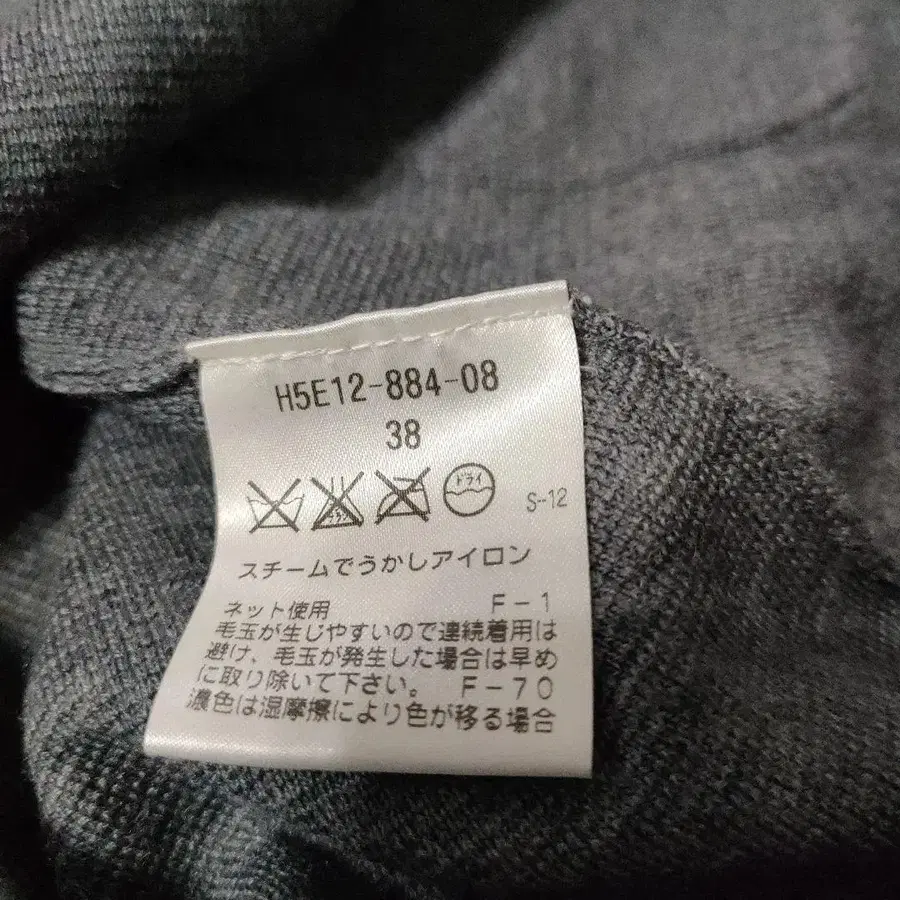 H5E12-884-08
38
ドライ
S-12
スチームでうかしアイロン
ネット使用 F-1
毛玉が生じやすいので連続着用は
避け、毛玉が発生した場合は早め
に取り除いて下さい。 F-70
濃色は湿摩擦により色が移る場合